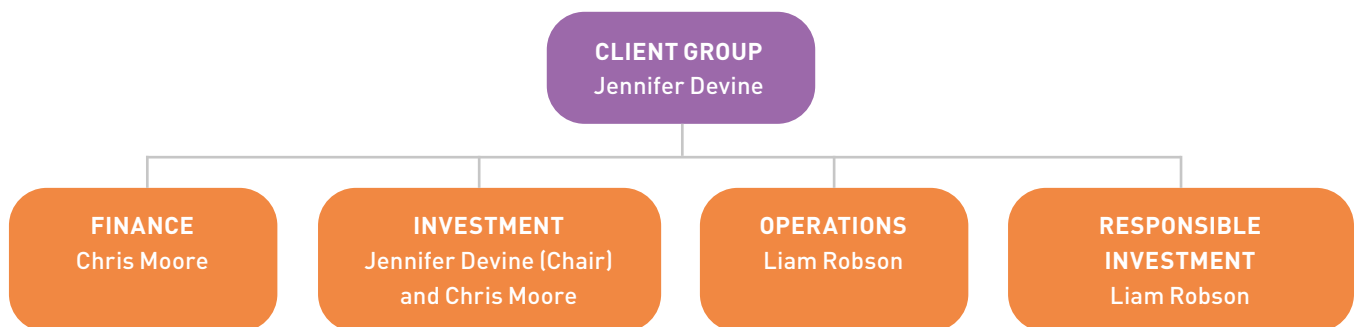 CLIENT GROUP
Jennifer Devine
FINANCE
Chris Moore
INVESTMENT
Jennifer Devine (Chair)
and Chris Moore
OPERATIONS
Liam Robson
RESPONSIBLE
INVESTMENT
Liam Robson